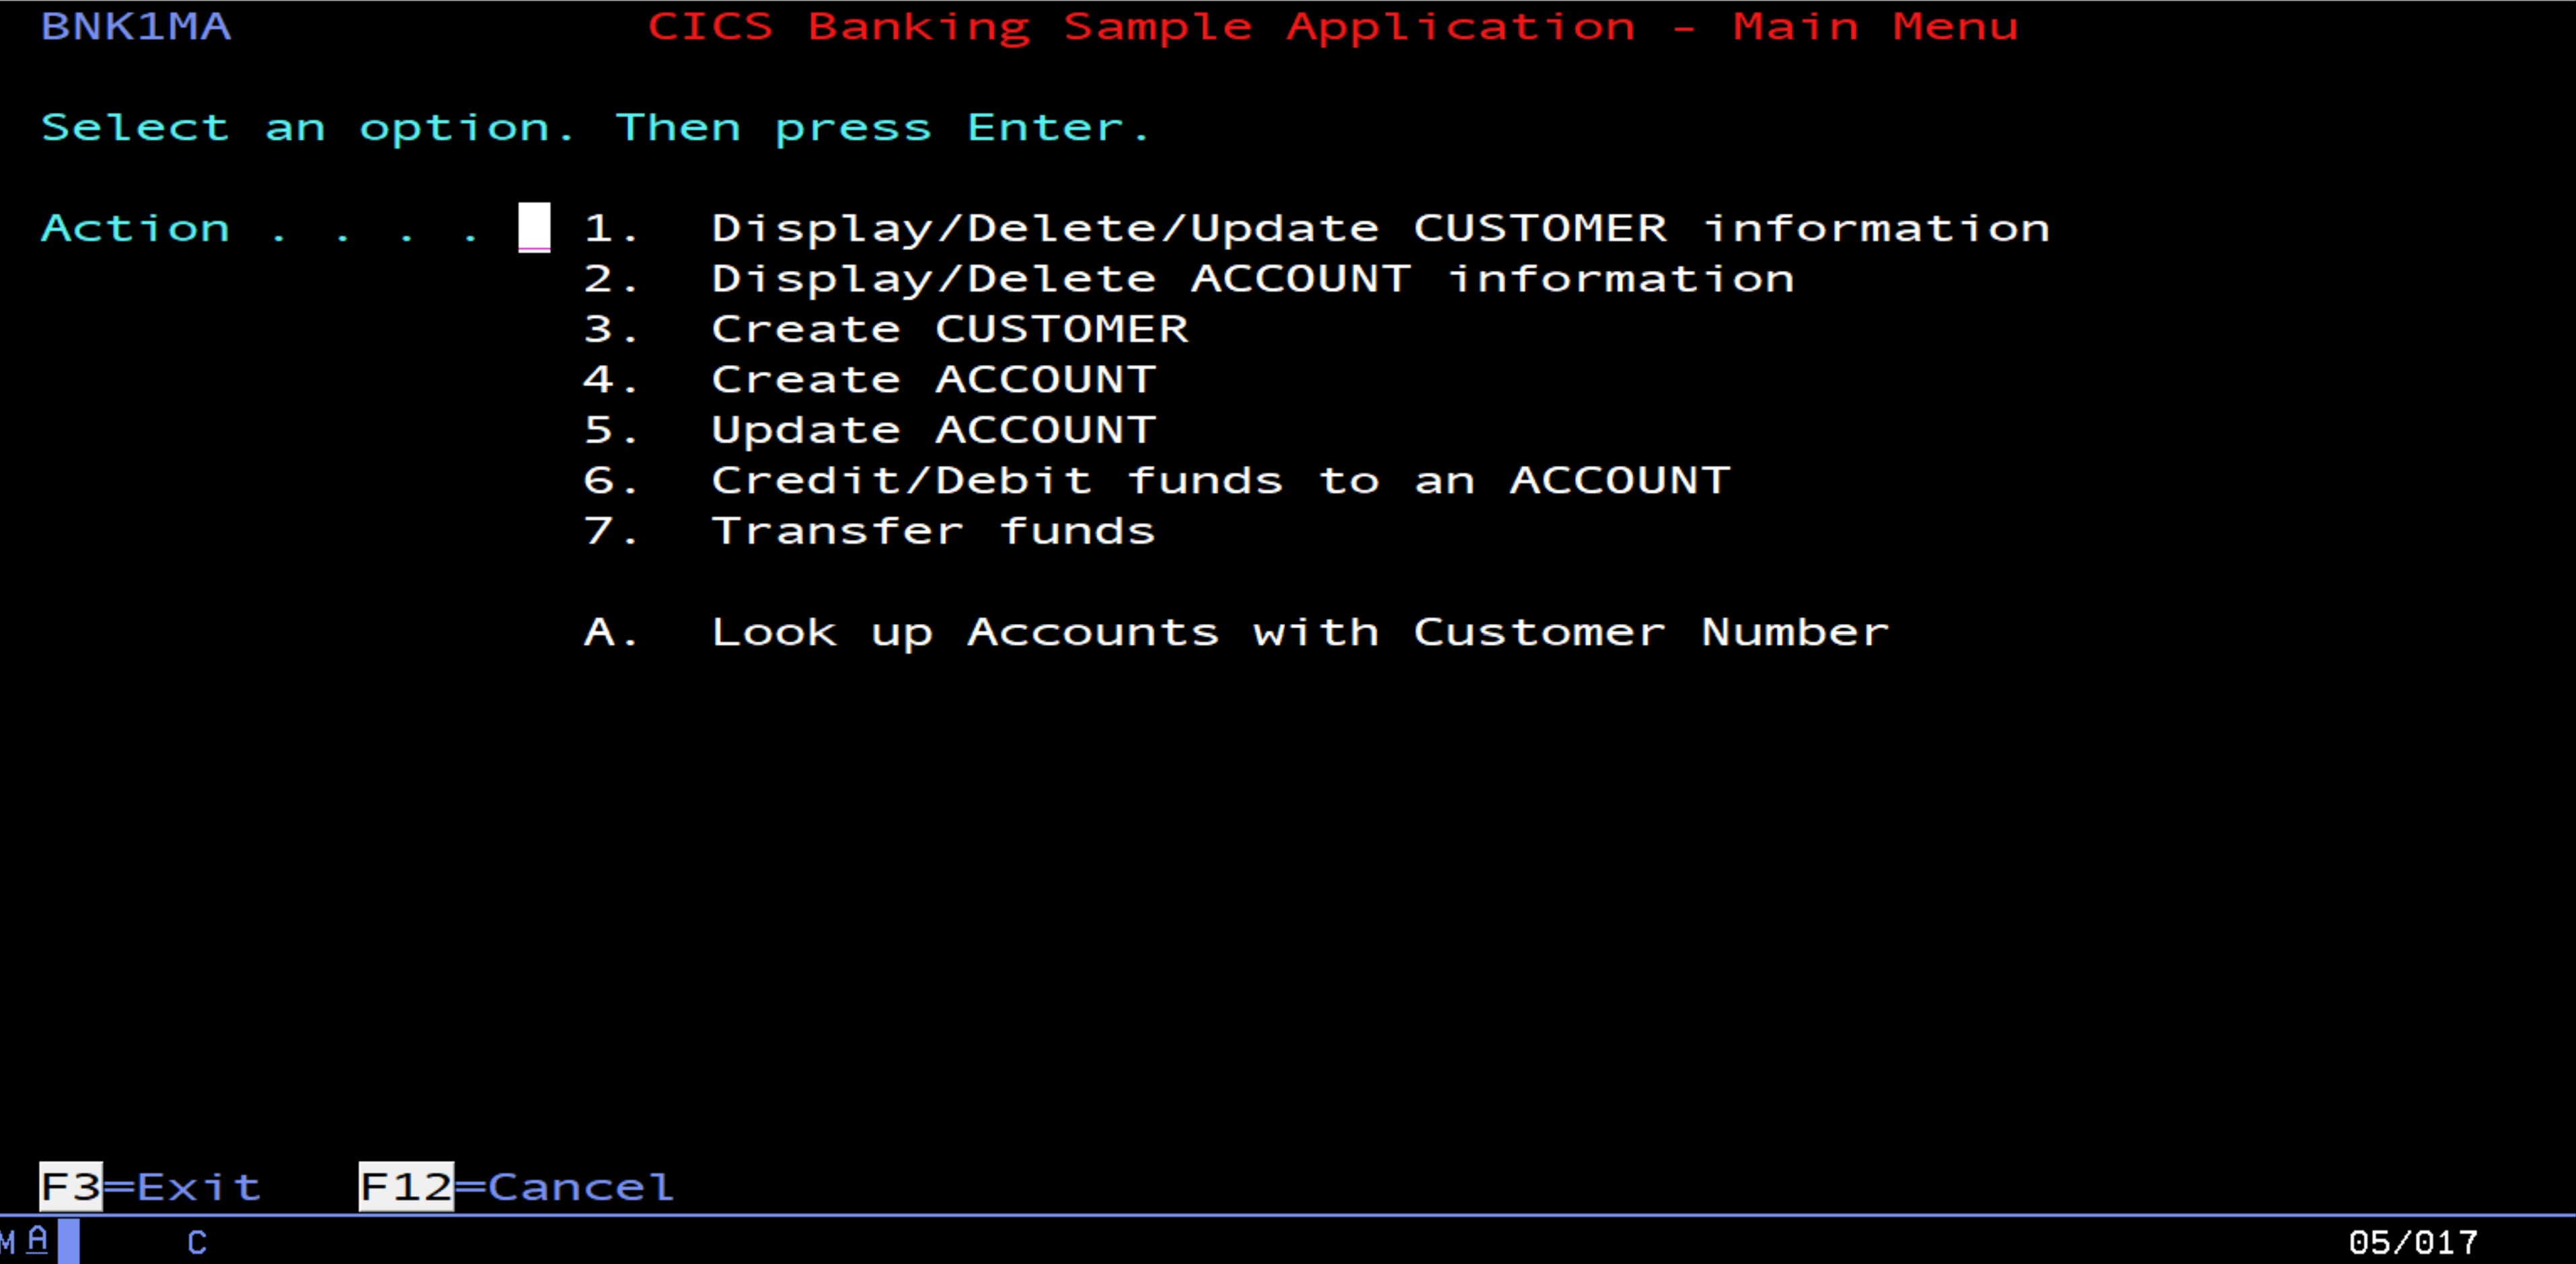 BNK1MA CICS Banking Sample Application - Main Menu
Select an option. Then press Enter.
Action . . . . 1. Display/Delete/Update CUSTOMER information
2. Display/Delete ACCOUNT information
3. Create CUSTOMER
4. Create ACCOUNT
5. Update ACCOUNT
6. Credit/Debit funds to an ACCOUNT
7. Transfer funds
A. Look up Accounts with Customer Number
F3=Exit F12=Cancel
MA C 05/017